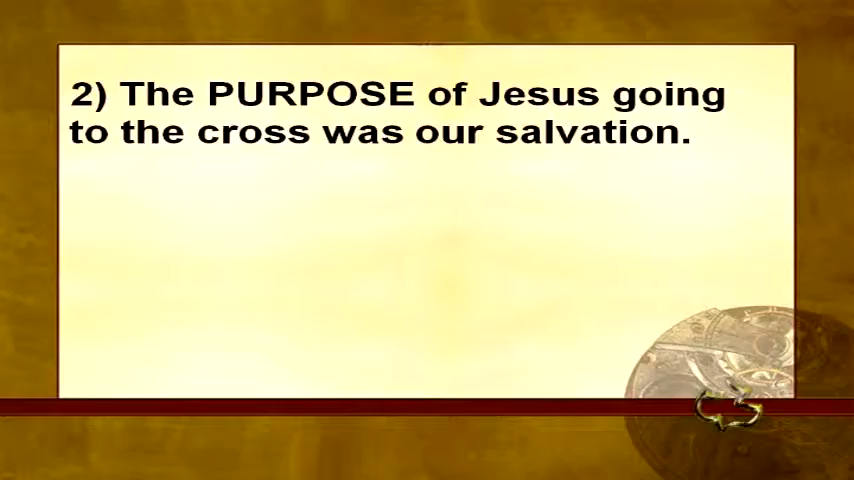 2) The PURPOSE of Jesus going
to the cross was our salvation.